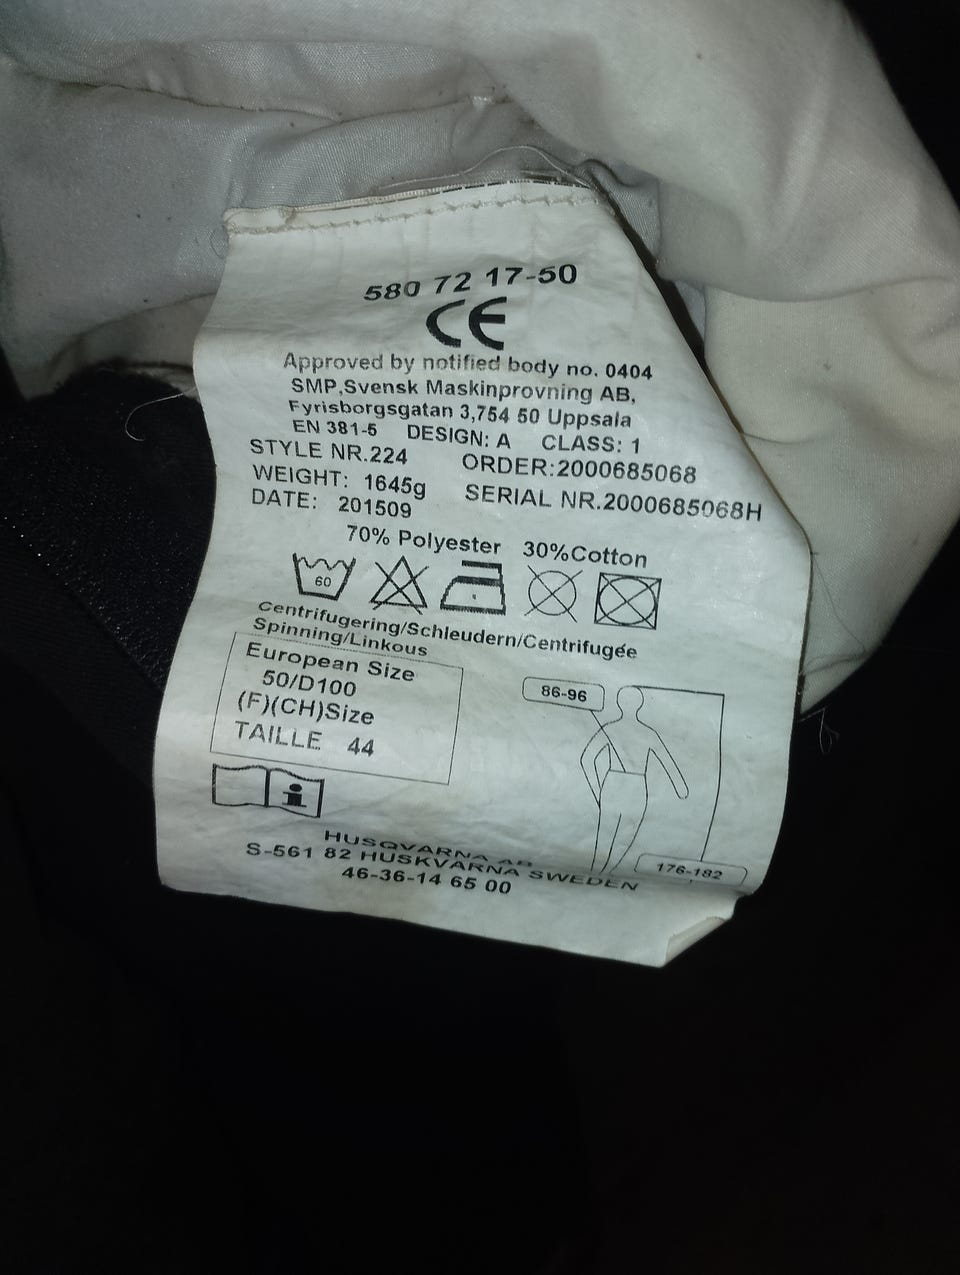 580 72 17-50
CE
Approved by notified body no. 0404
SMP,Svensk Maskinprovning AB,
Fyrisborgsgatan 3,754 50 Uppsala
EN 381-5 DESIGN: A CLASS: 1
STYLE NR.224 ORDER:2000685068
WEIGHT: 1645g SERIAL NR.2000685068H
DATE: 201509
70% Polyester 30%Cotton
60
Centrifugering/Schleudern/Centrifugée
Spinning/Linkous
European Size
50/D100
(F)(CH)Size
TAILLE 44
86-96
176-182
i
HUSQVARNA AB
S-561 82 HUSKVARNA SWEDEN
46-36-14 65 00